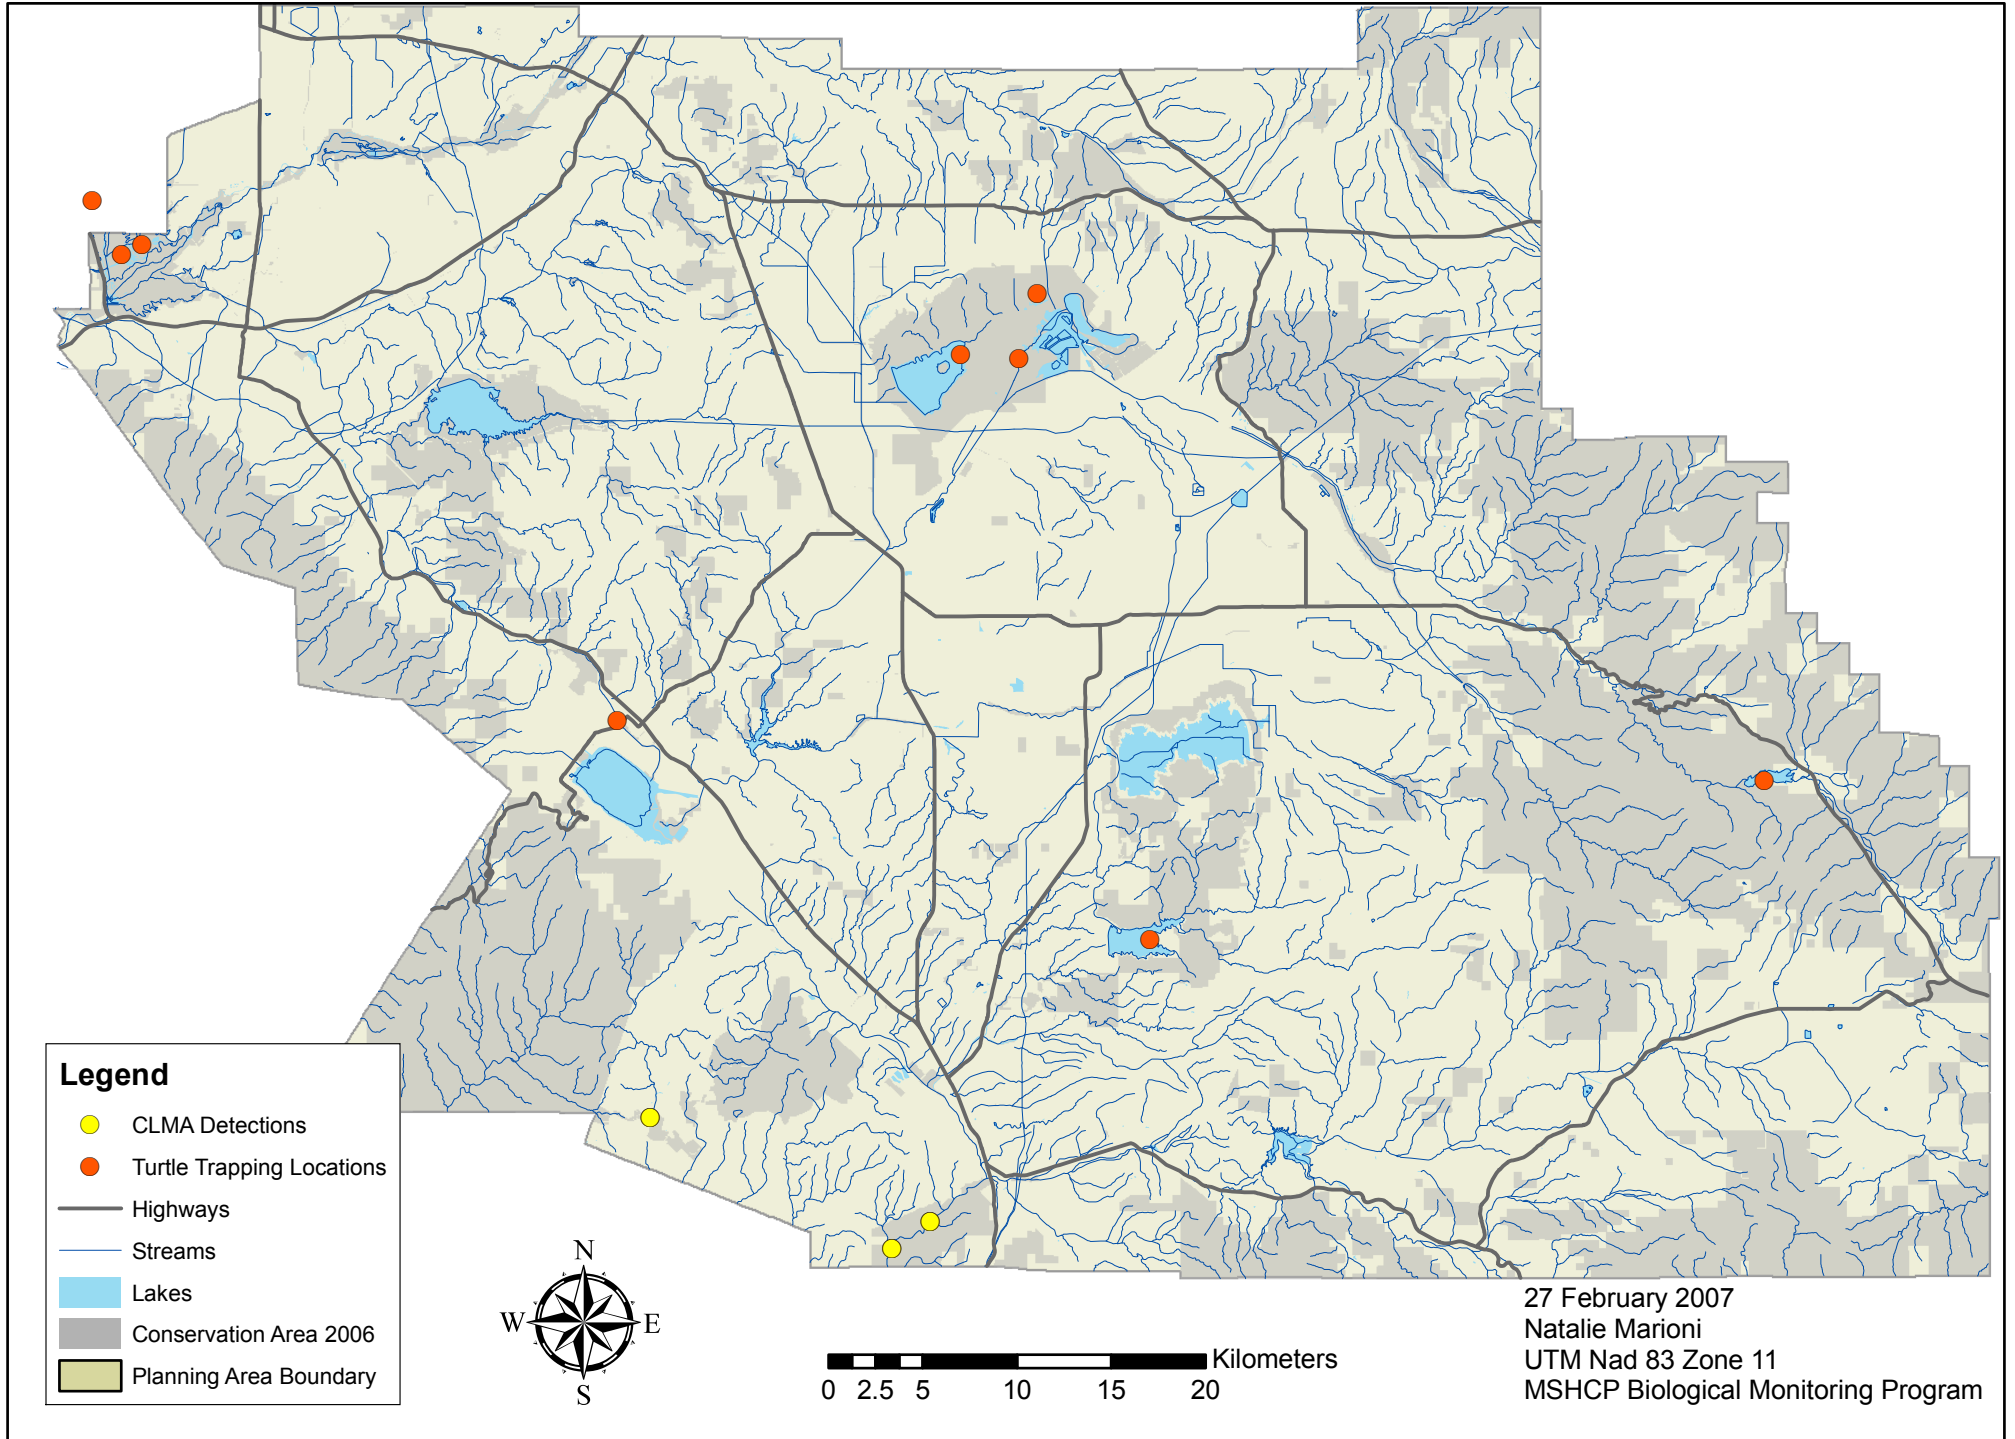 Legend
CLMA Detections
Turtle Trapping Locations
Highways
Streams
Lakes
Conservation Area 2006
Planning Area Boundary
N
W E
S
Kilometers
0 2.5 5 10 15 20
27 February 2007
Natalie Marioni
UTM Nad 83 Zone 11
MSHCP Biological Monitoring Program